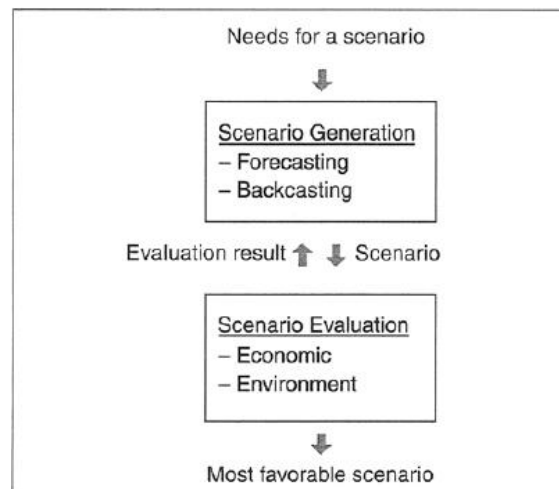 Needs for a scenario
Scenario Generation
– Forecasting
– Backcasting
Evaluation result
Scenario
Scenario Evaluation
– Economic
– Environment
Most favorable scenario